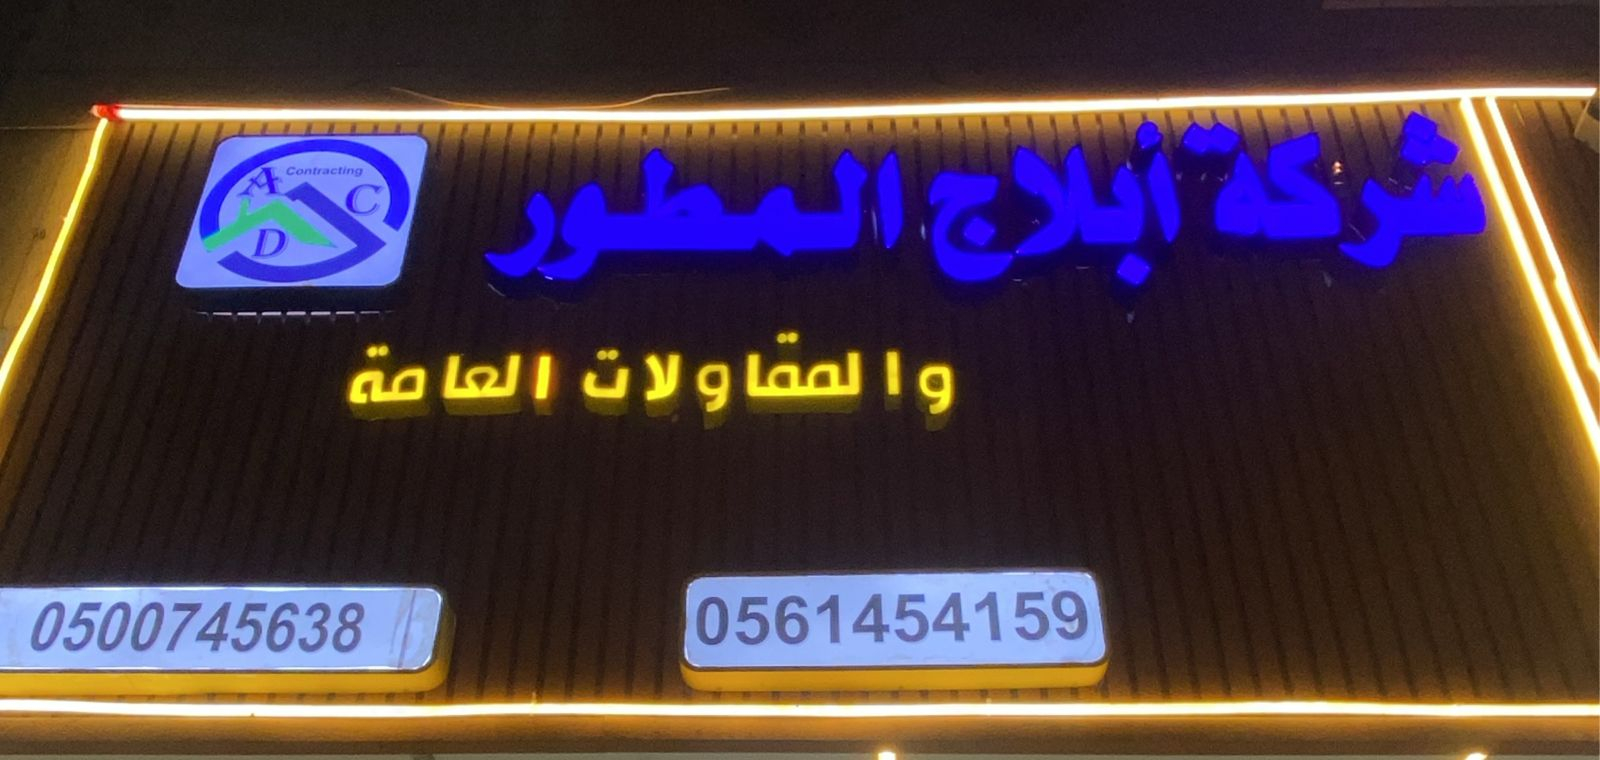 شركة أبلاج المطور
والمقاولات العامة
Contracting
A
C
D
0500745638
0561454159